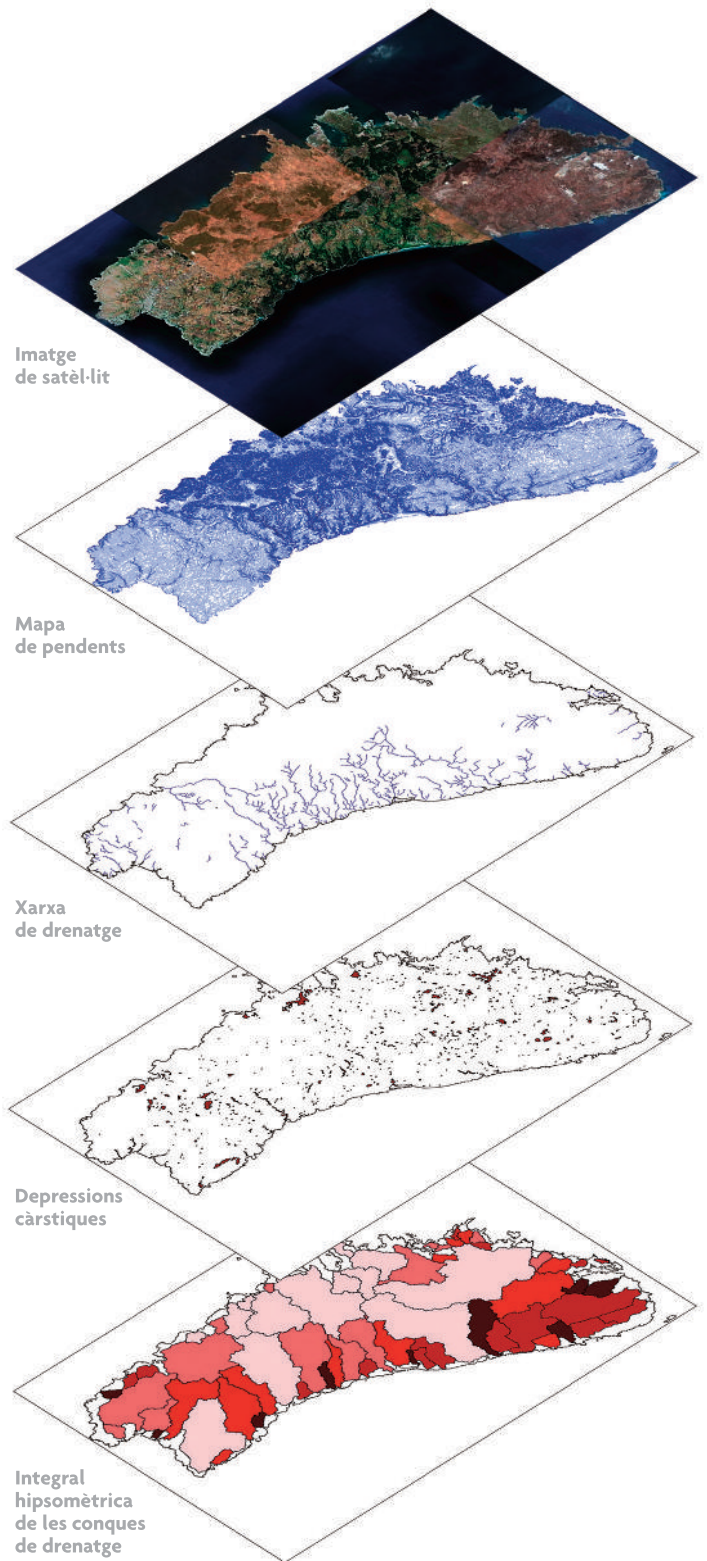 Imatge
de satèl·lit
Mapa
de pendents
Xarxa
de drenatge
Depressions
càrstiques
Integral
hipsomètrica
de les conques
de drenatge